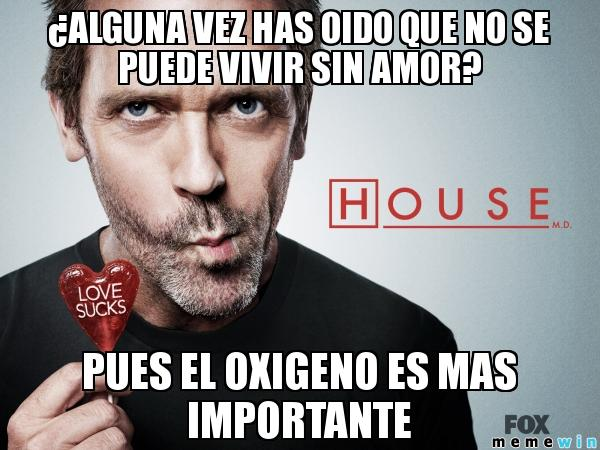 ¿ALGUNA VEZ HAS OIDO QUE NO SE
PUEDE VIVIR SIN AMOR?
HOUSE
M.D.
LOVE
SUCKS
PUES EL OXIGENO ES MAS
IMPORTANTE
FOX
memewin